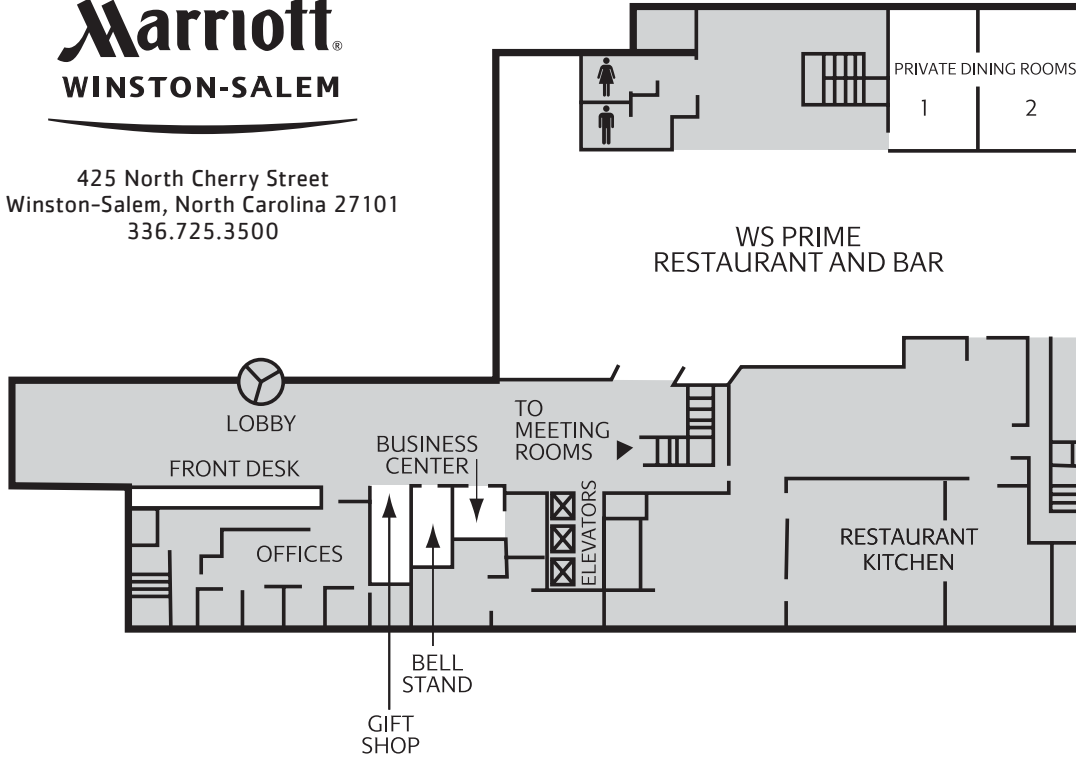 Marriott®
WINSTON-SALEM
425 North Cherry Street
Winston-Salem, North Carolina 27101
336.725.3500
PRIVATE DINING ROOMS
1
2
WS PRIME
RESTAURANT AND BAR
LOBBY
FRONT DESK
BUSINESS
CENTER
TO
MEETING
ROOMS
ELEVATORS
OFFICES
RESTAURANT
KITCHEN
BELL
STAND
GIFT
SHOP